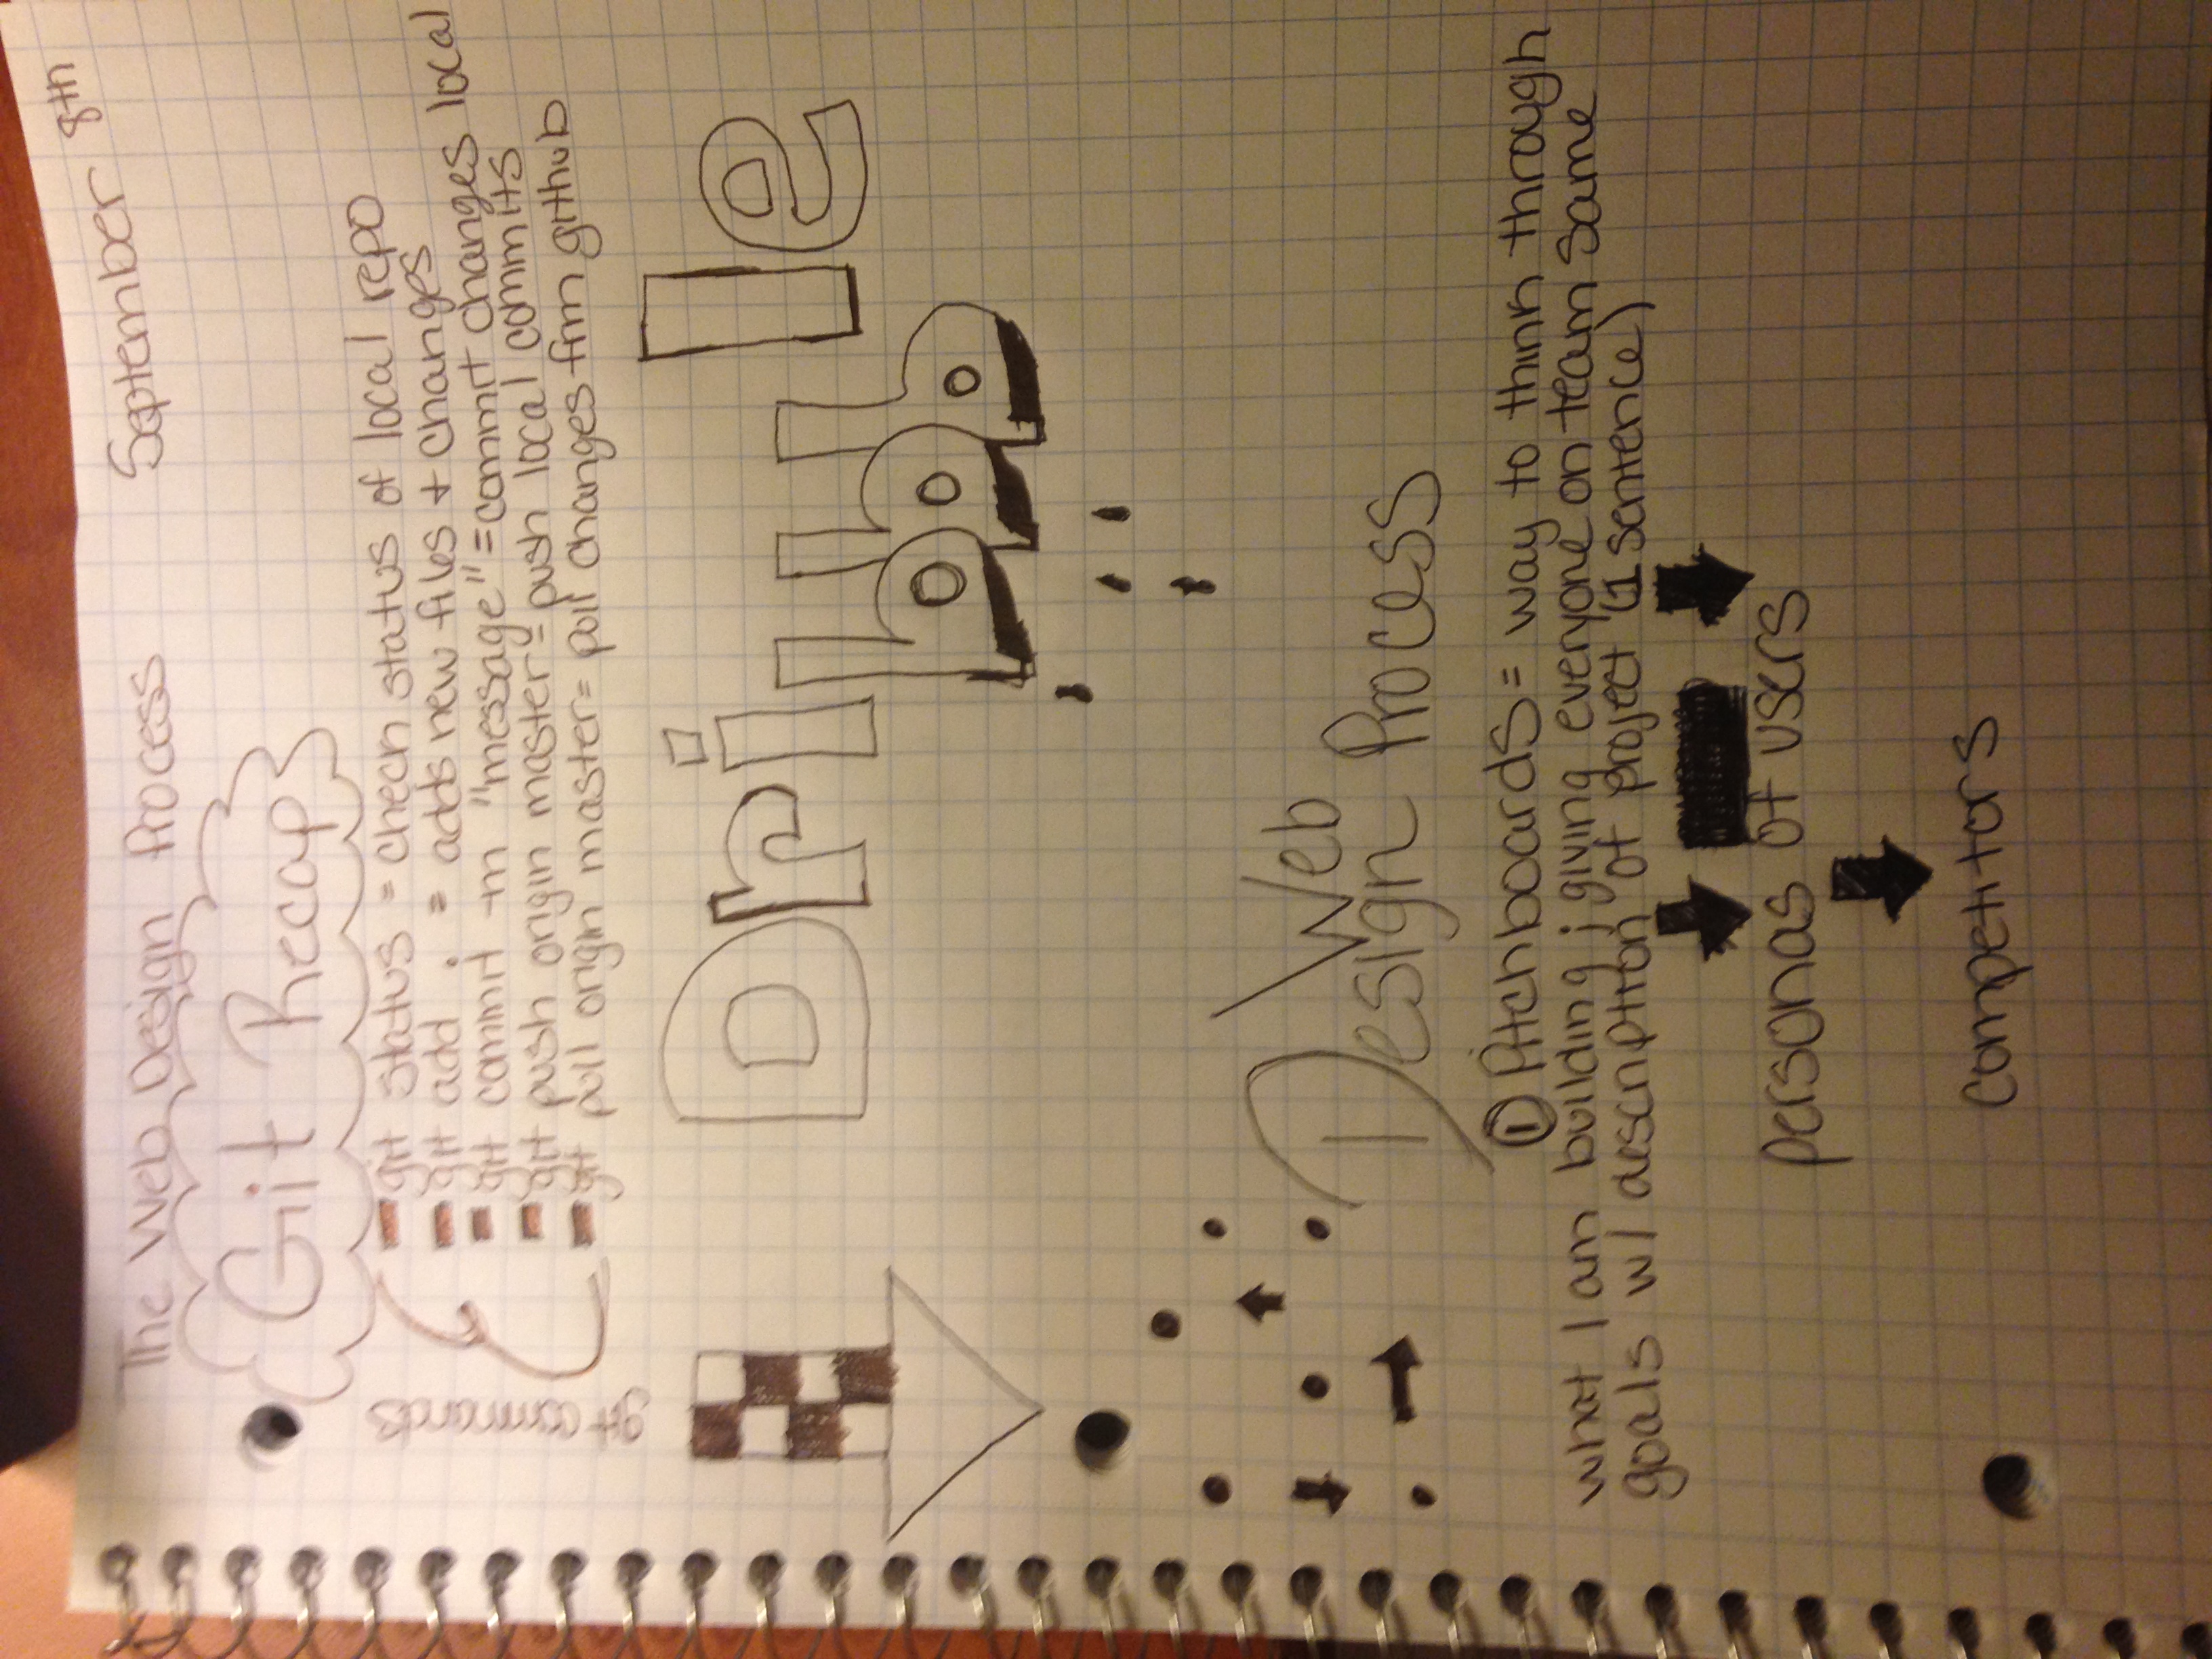 The Web Design Process September 8th
Git Recap
git commands
git status = check status of local repo
git add . = adds new files + changes
git commit -m "message" = commit changes local
git push origin master = push local commits
git pull origin master = pull changes frm github
Dribbble
Web
Design Process
① Pitchboards = way to think through
what I am building ; giving everyone on team same
goals w/ description of project (1 sentence)
personas of users
competitors